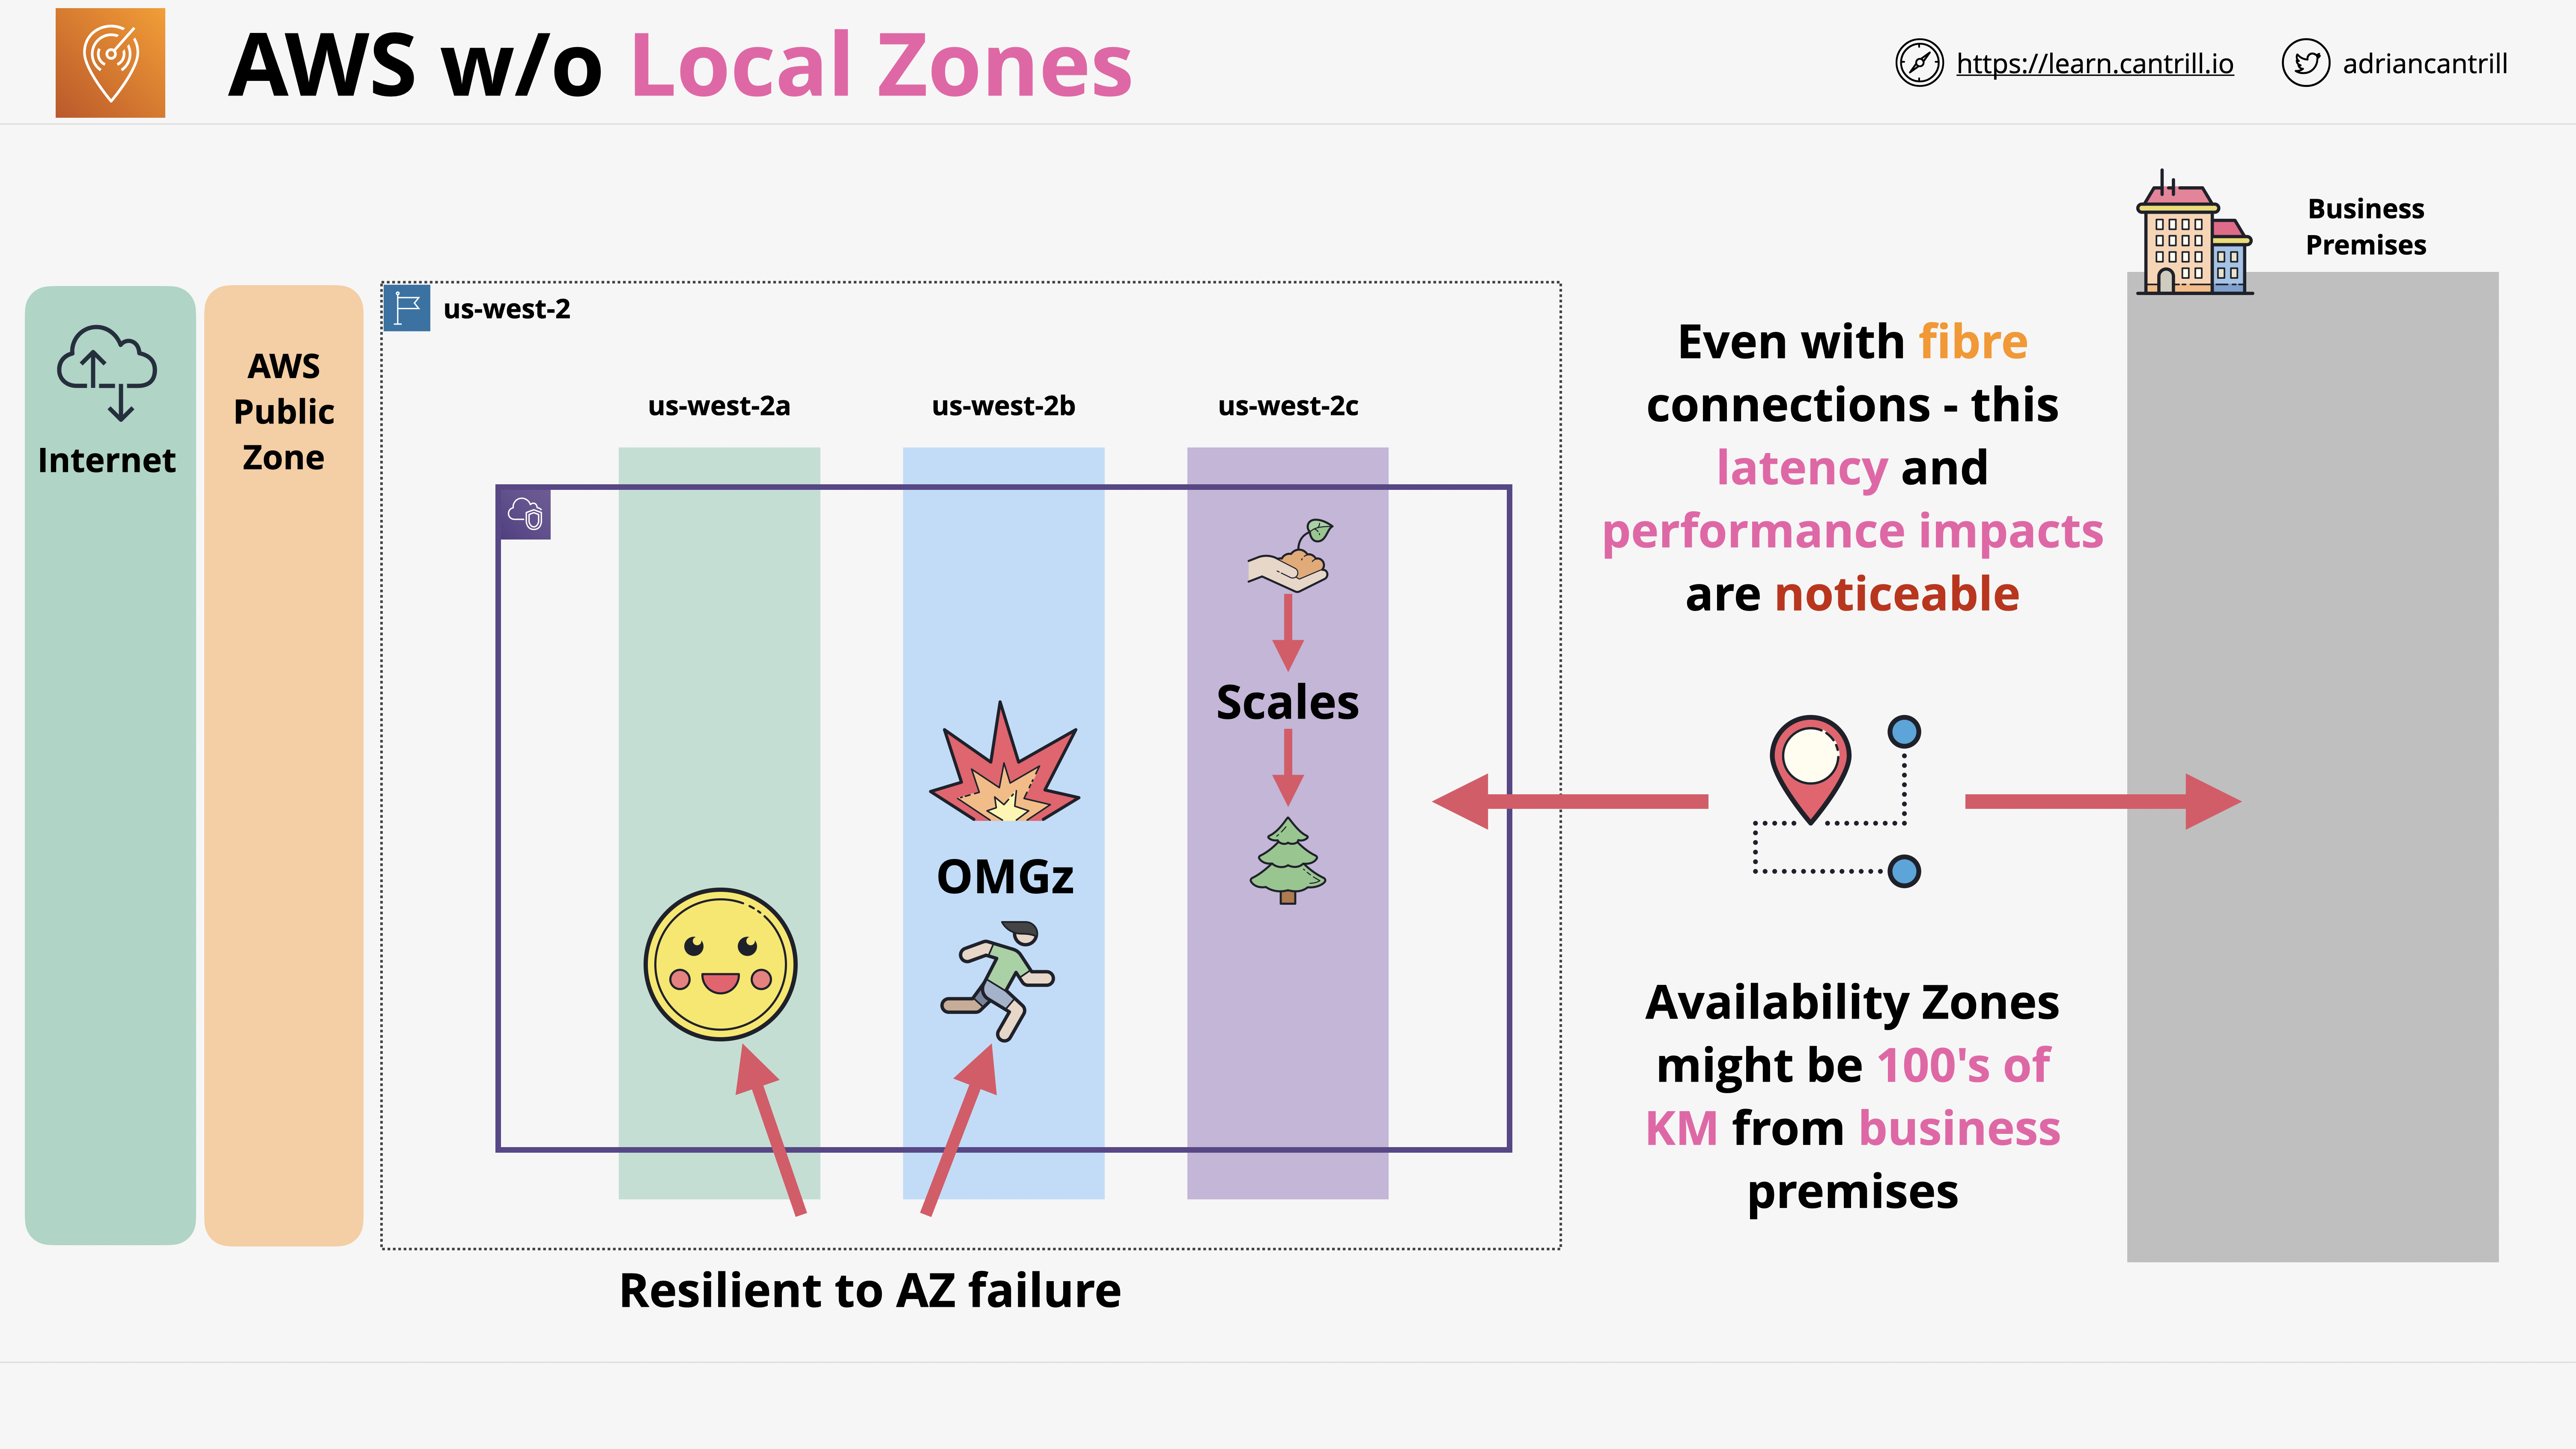 AWS w/o Local Zones
https://learn.cantrill.io
adriancantrill
Internet
AWS
Public
Zone
us-west-2
us-west-2a
us-west-2b
us-west-2c
OMGz
Scales
Resilient to AZ failure
Even with fibre
connections - this
latency and
performance impacts
are noticeable
Availability Zones
might be 100's of
KM from business
premises
Business
Premises